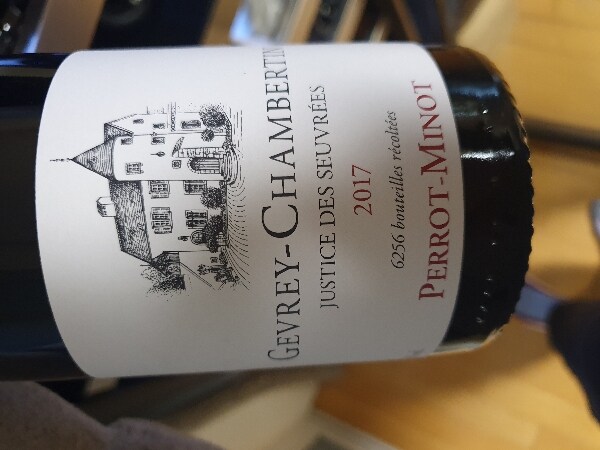 GEVREY-CHAMBERTIN
JUSTICE DES SEUVRÉES
2017
6256 bouteilles récoltées
PERROT-MINOT